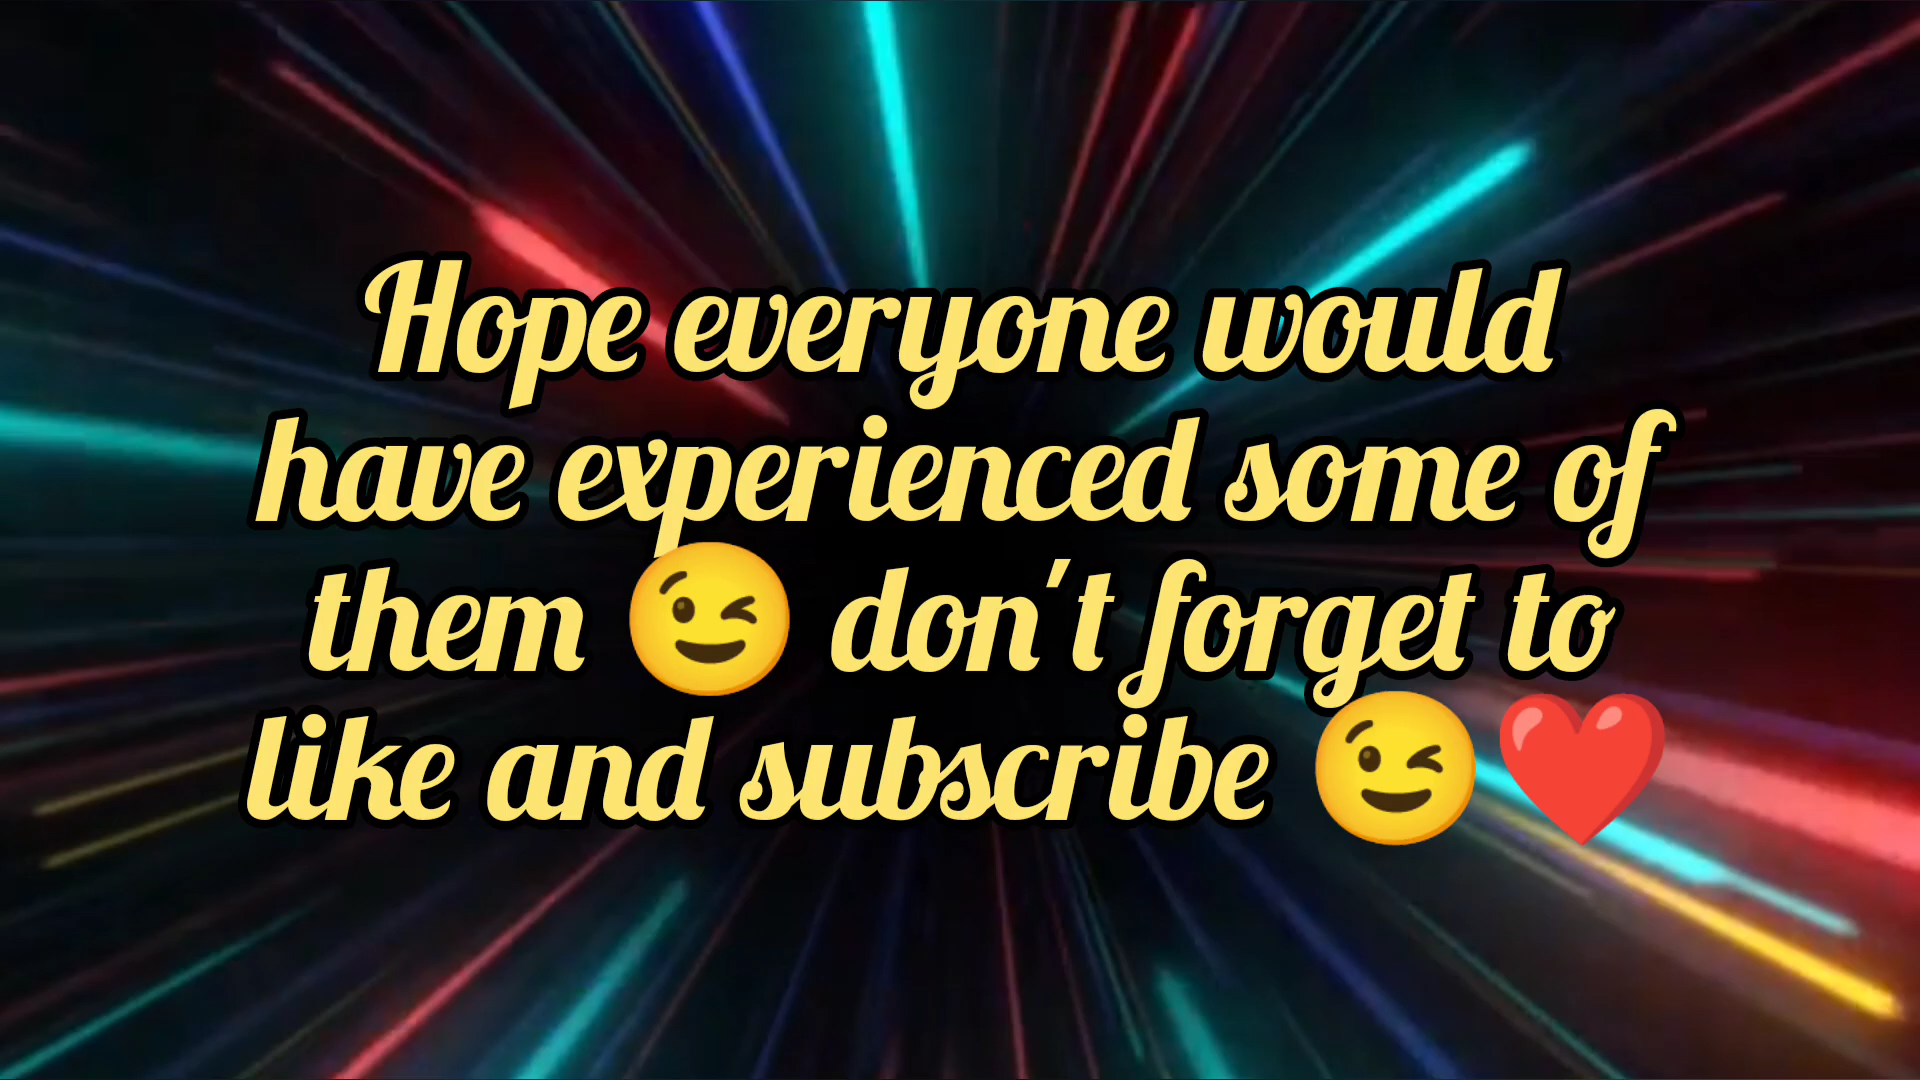 Hope everyone would
have experienced some of
them 😉 don't forget to
like and subscribe 😉❤️